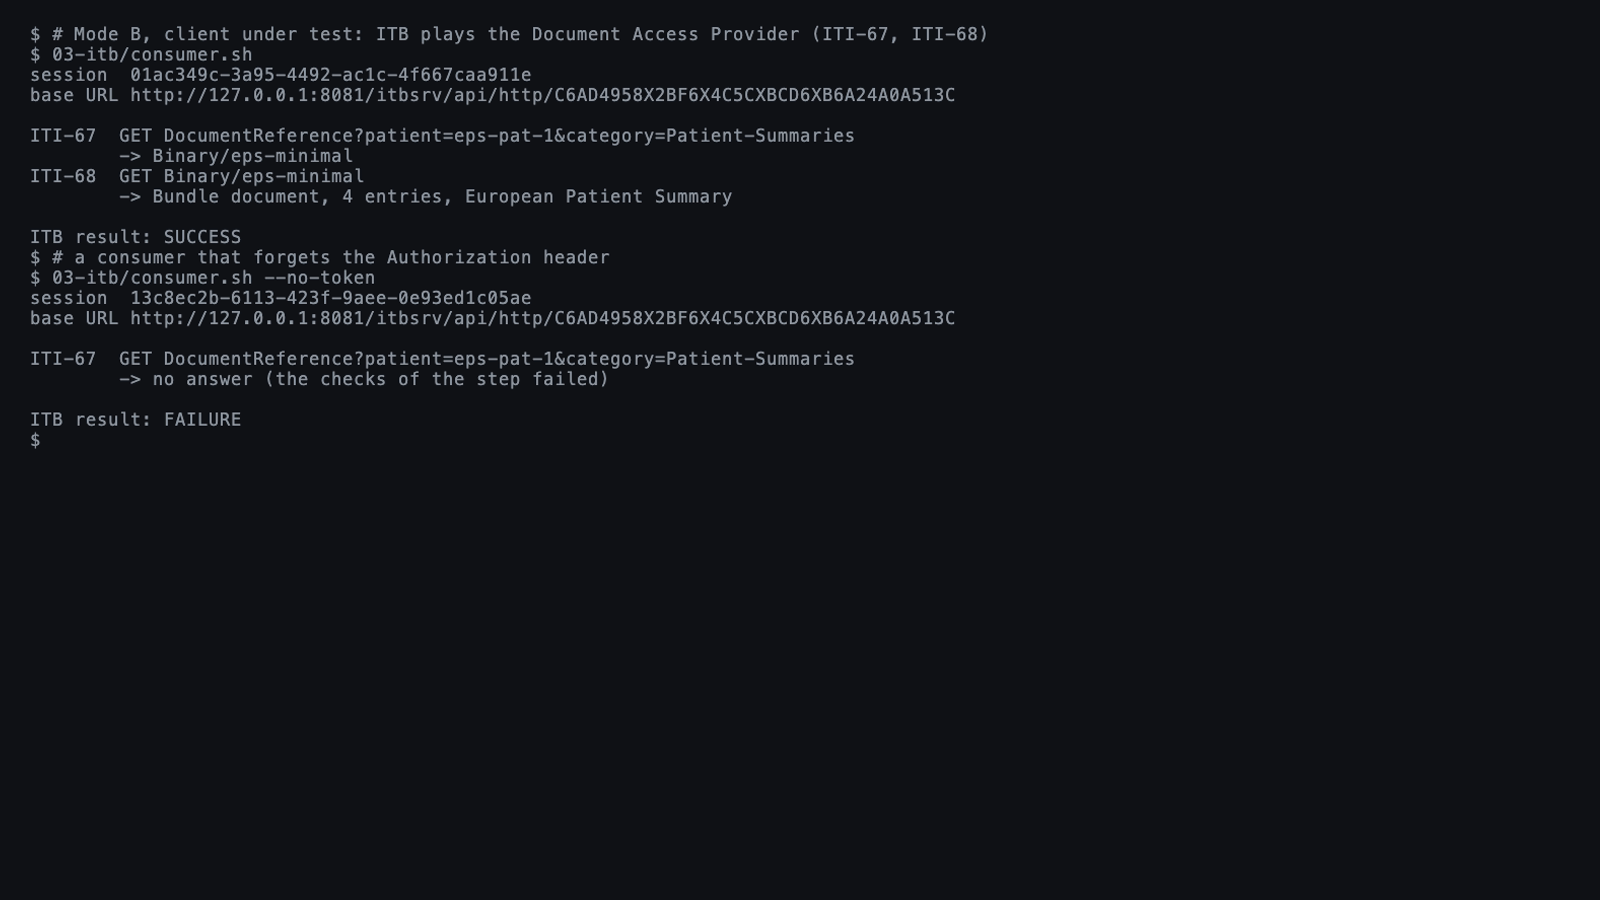 $ # Mode B, client under test: ITB plays the Document Access Provider (ITI-67, ITI-68)
$ 03-itb/consumer.sh
session  01ac349c-3a95-4492-ac1c-4f667caa911e
base URL http://127.0.0.1:8081/itbsrv/api/http/C6AD4958X2BF6X4C5CXBCD6XB6A24A0A513C
ITI-67  GET DocumentReference?patient=eps-pat-1&category=Patient-Summaries
        -> Binary/eps-minimal
ITI-68  GET Binary/eps-minimal
        -> Bundle document, 4 entries, European Patient Summary
ITB result: SUCCESS
$ # a consumer that forgets the Authorization header
$ 03-itb/consumer.sh --no-token
session  13c8ec2b-6113-423f-9aee-0e93ed1c05ae
base URL http://127.0.0.1:8081/itbsrv/api/http/C6AD4958X2BF6X4C5CXBCD6XB6A24A0A513C
ITI-67  GET DocumentReference?patient=eps-pat-1&category=Patient-Summaries
        -> no answer (the checks of the step failed)
ITB result: FAILURE
$